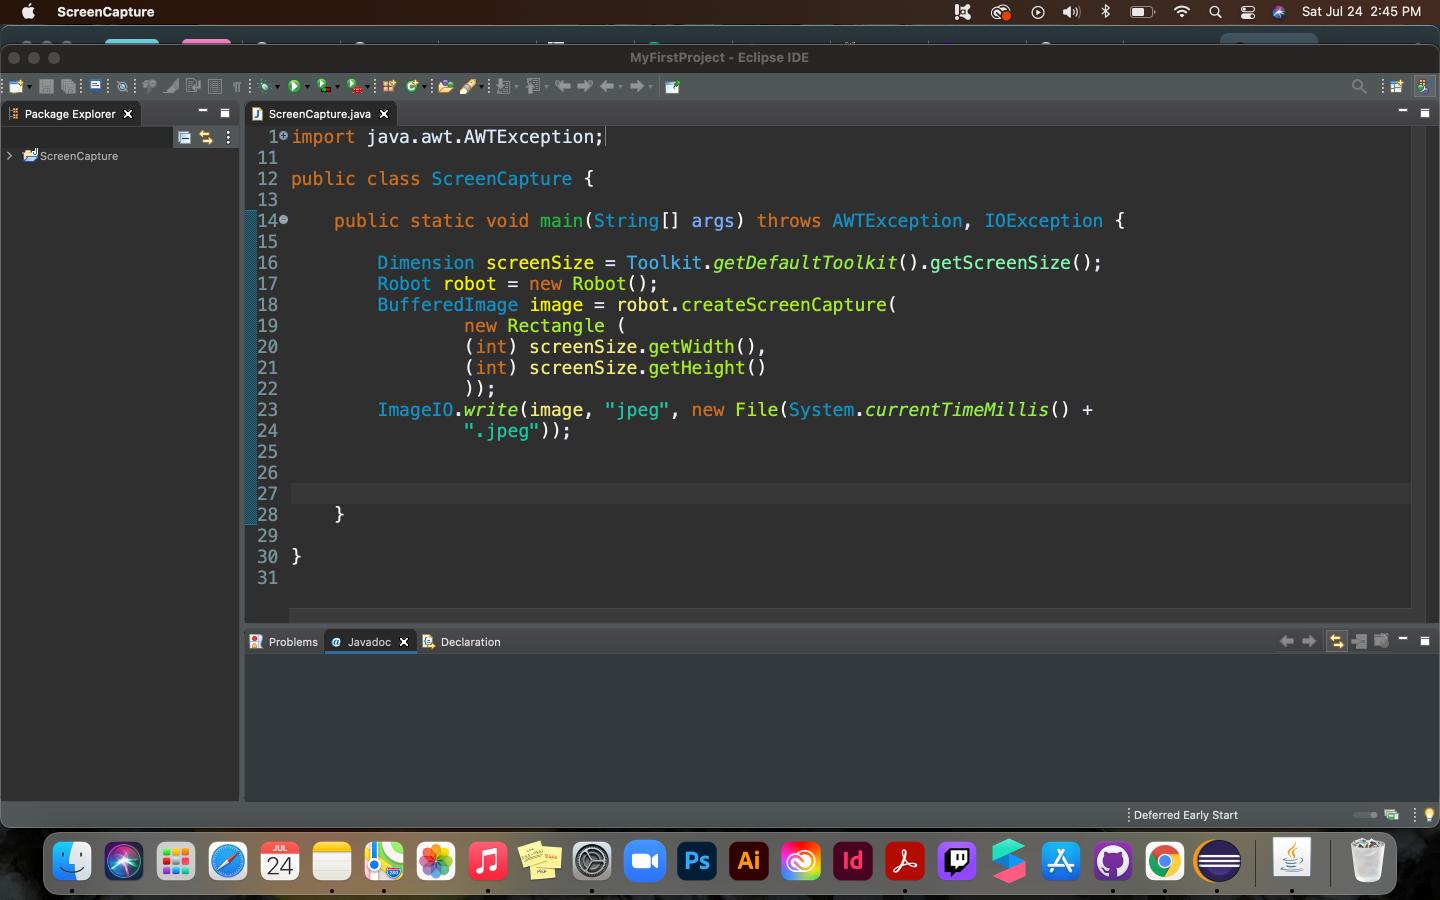 ScreenCapture
Sat Jul 24 2:45 PM
MyFirstProject - Eclipse IDE
Package Explorer
ScreenCapture
ScreenCapture.java
1 import java.awt.AWTException;
11
12 public class ScreenCapture {
13
14 public static void main(String[] args) throws AWTException, IOException {
15
16 Dimension screenSize = Toolkit.getDefaultToolkit().getScreenSize();
17 Robot robot = new Robot();
18 BufferedImage image = robot.createScreenCapture(
19 new Rectangle (
20 (int) screenSize.getWidth(),
21 (int) screenSize.getHeight()
22 ));
23 ImageIO.write(image, "jpeg", new File(System.currentTimeMillis() +
24 ".jpeg"));
25
26
27
28 }
29
30 }
31
Problems
@ Javadoc
Declaration
Deferred Early Start
JUL
24
Ps
Ai
Id